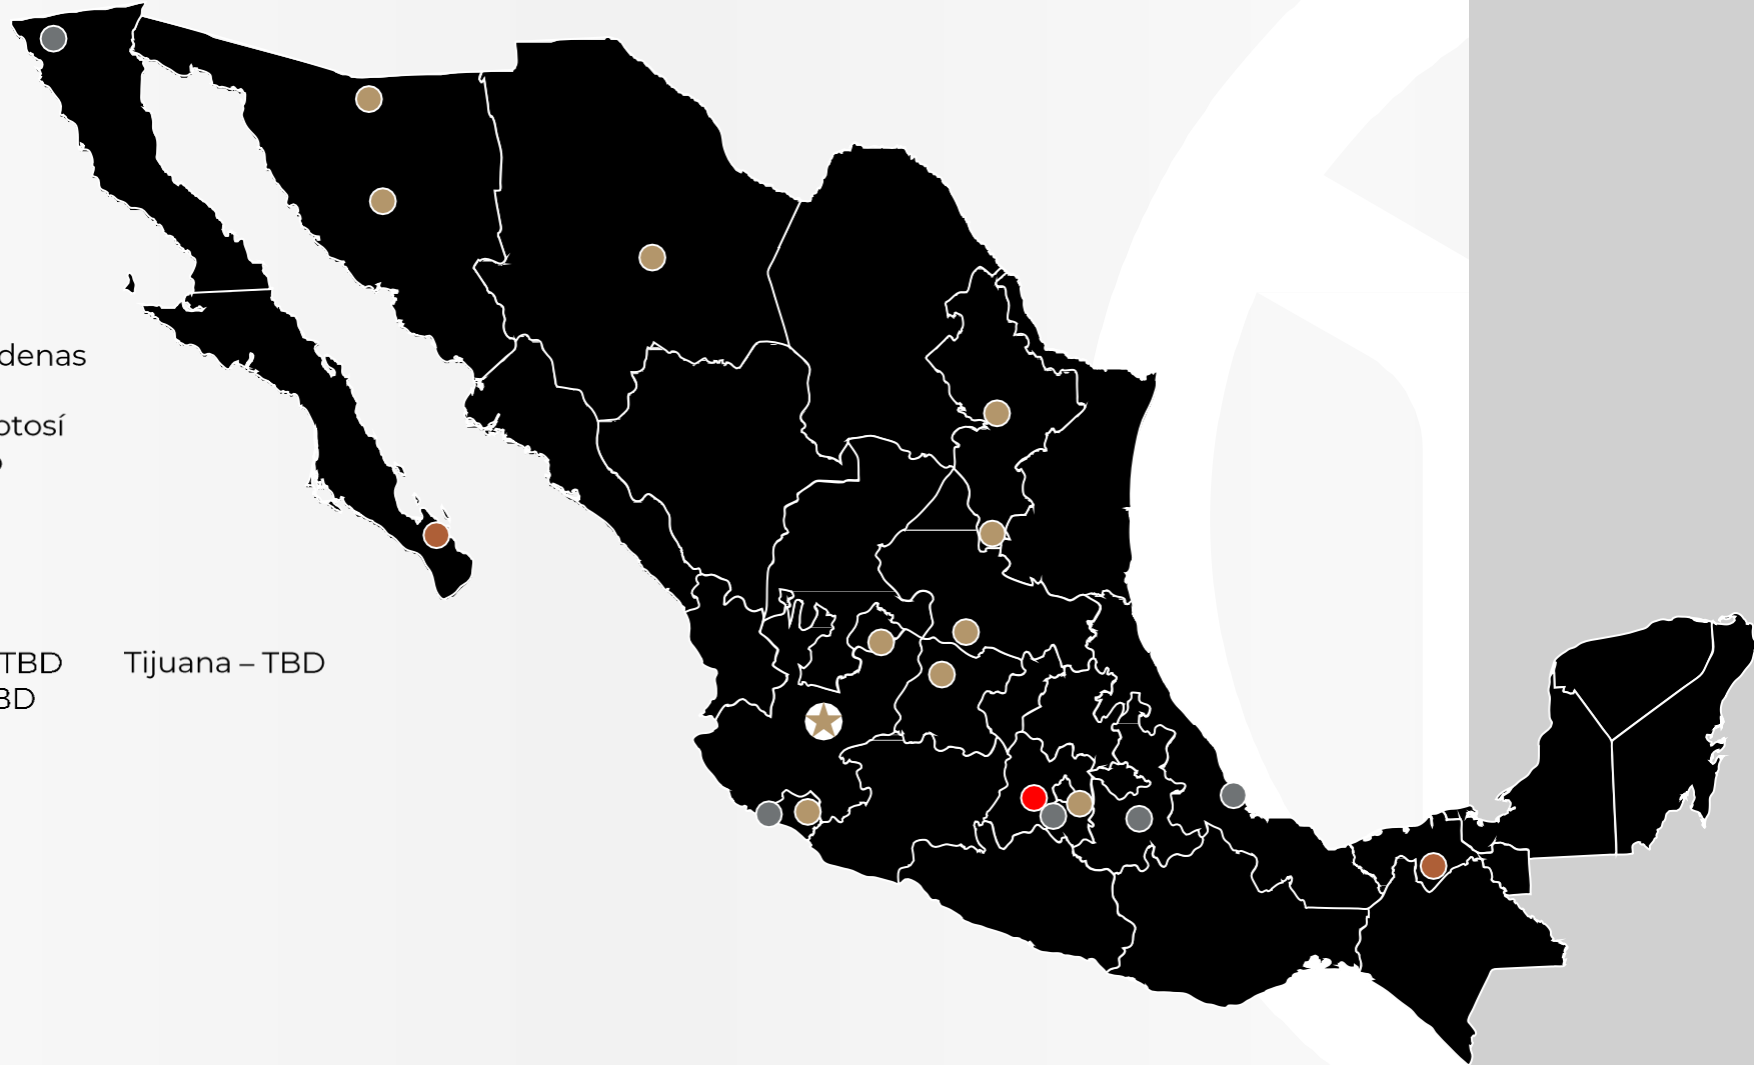 denas
otosí
o
TBD
Tijuana – TBD
BD